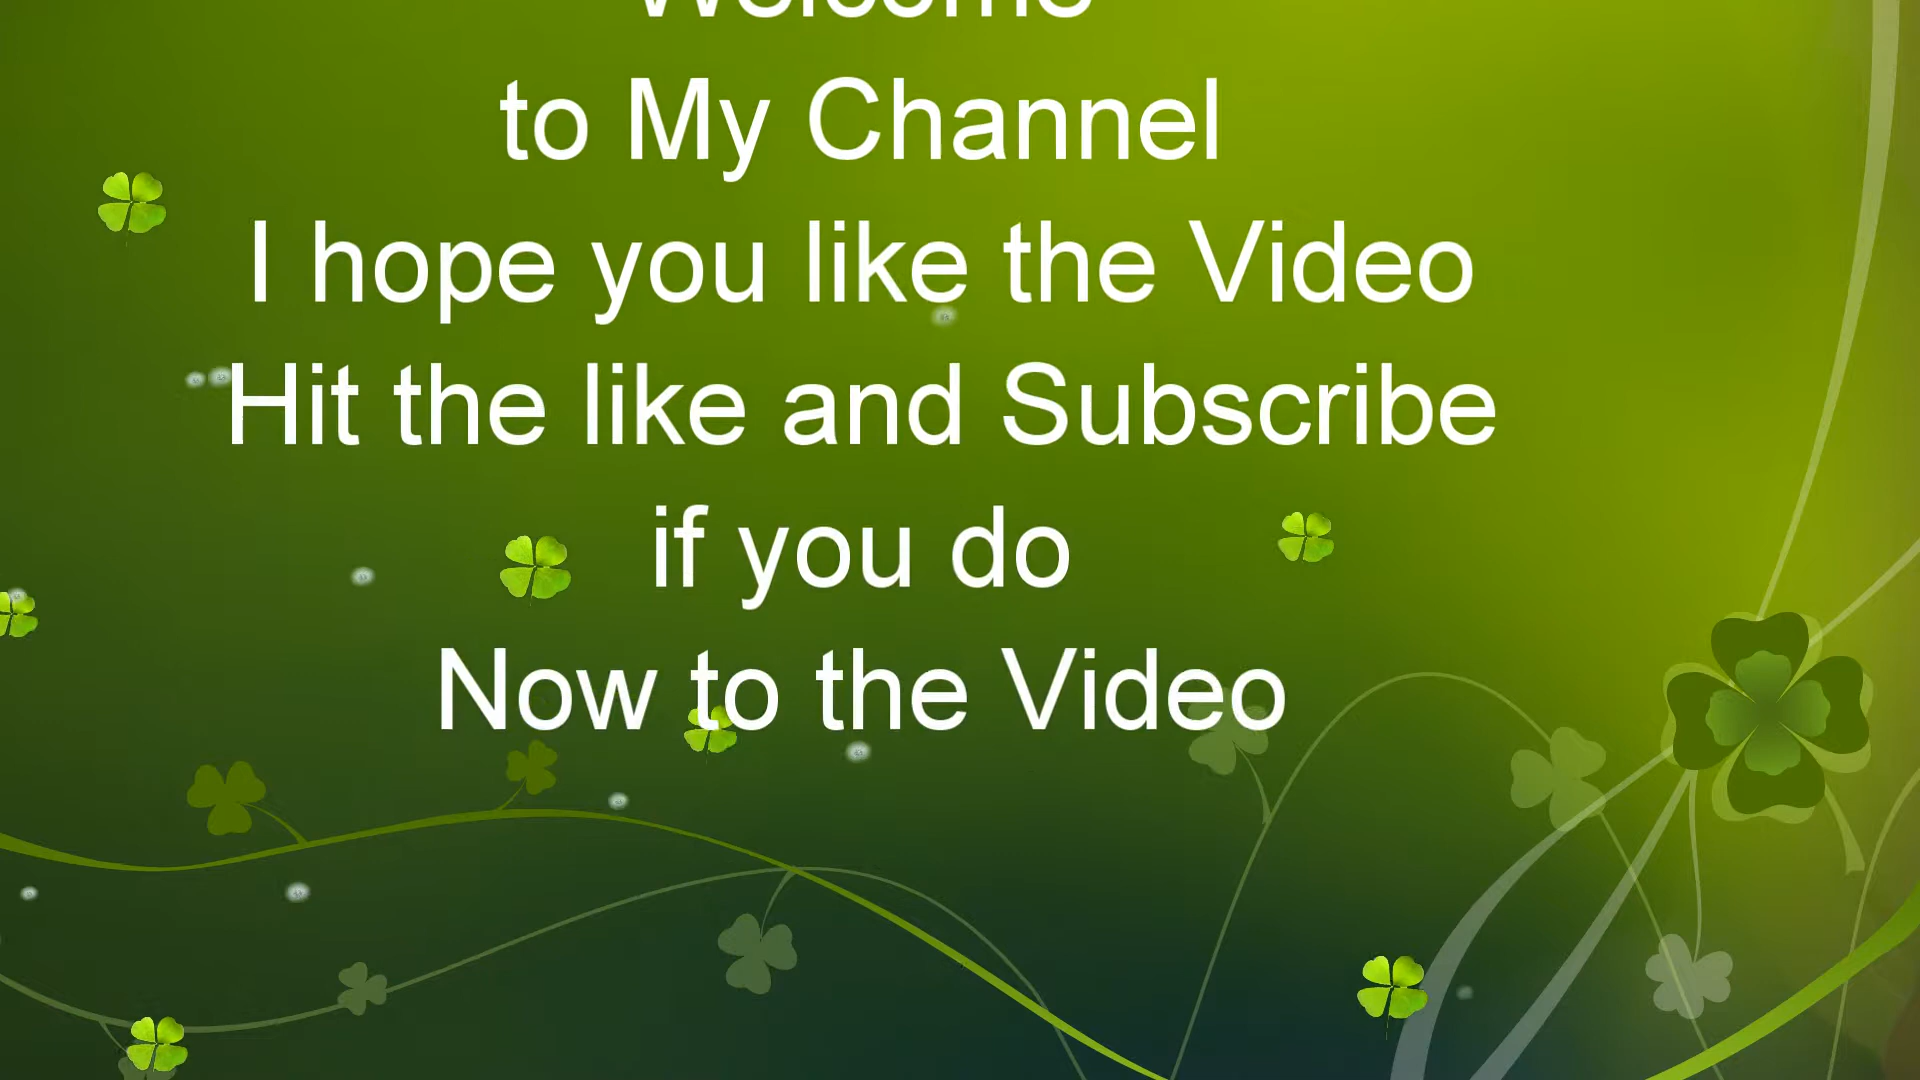 Welcome
to My Channel
I hope you like the Video
Hit the like and Subscribe
if you do
Now to the Video